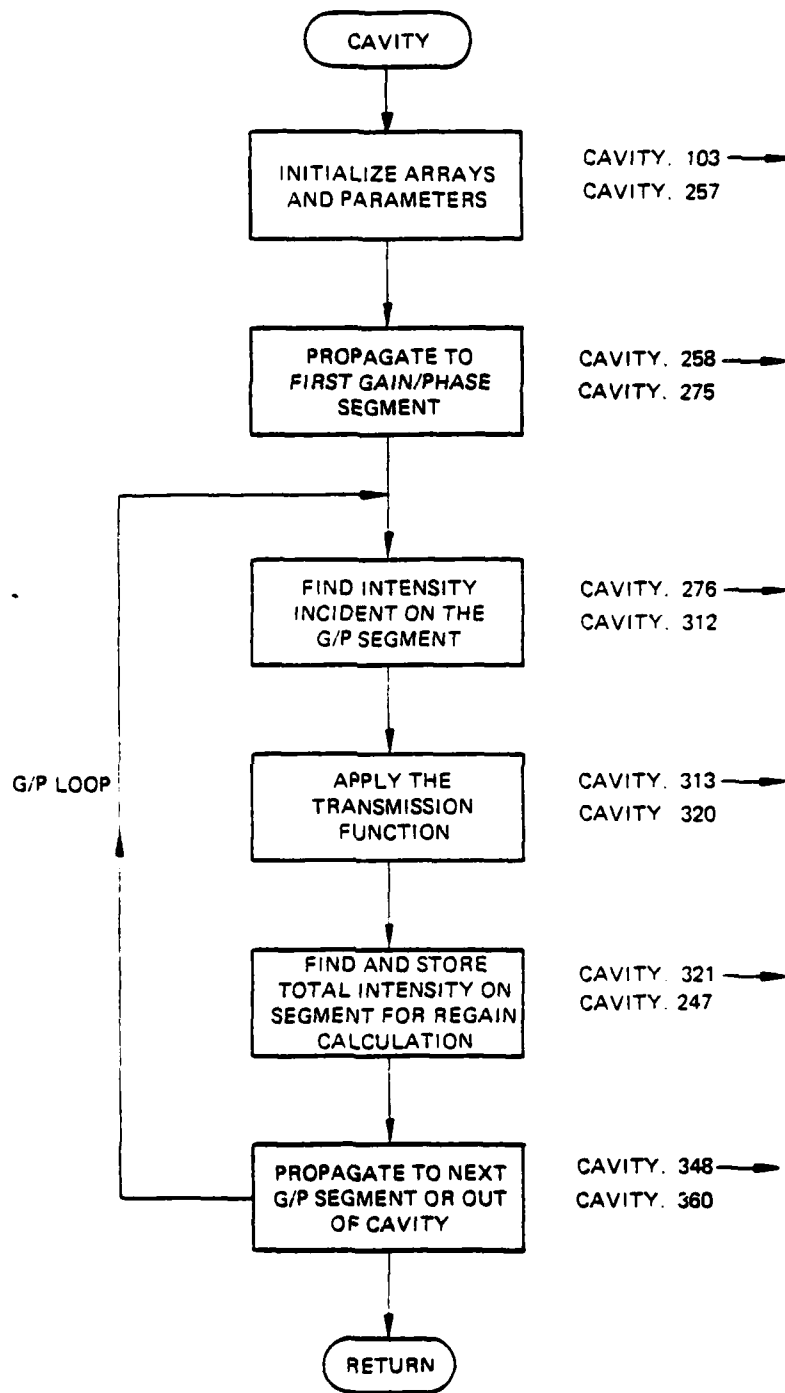 CAVITY
INITIALIZE ARRAYS
AND PARAMETERS
CAVITY. 103
CAVITY. 257
PROPAGATE TO
FIRST GAIN/PHASE
SEGMENT
CAVITY. 258
CAVITY. 275
FIND INTENSITY
INCIDENT ON THE
G/P SEGMENT
CAVITY. 276
CAVITY. 312
G/P LOOP
APPLY THE
TRANSMISSION
FUNCTION
CAVITY. 313
CAVITY. 320
FIND AND STORE
TOTAL INTENSITY ON
SEGMENT FOR REGAIN
CALCULATION
CAVITY. 321
CAVITY. 247
PROPAGATE TO NEXT
G/P SEGMENT OR OUT
OF CAVITY
CAVITY. 348
CAVITY. 360
RETURN